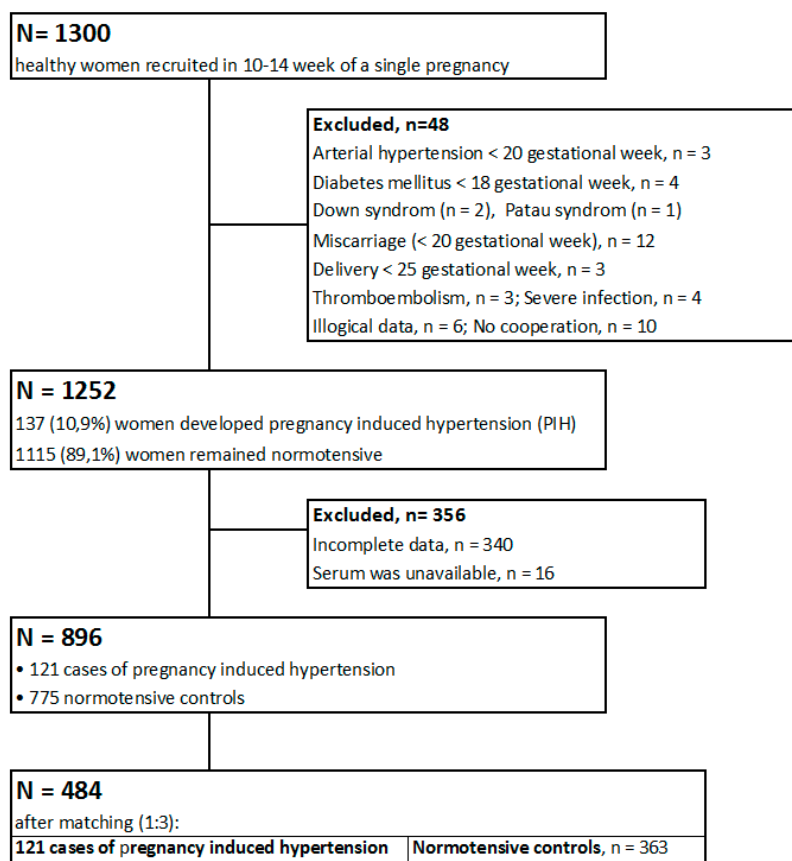 N= 1300
healthy women recruited in 10-14 week of a single pregnancy
Excluded, n=48
Arterial hypertension < 20 gestational week, n = 3
Diabetes mellitus < 18 gestational week, n = 4
Down syndrom (n = 2), Patau syndrom (n = 1)
Miscarriage (< 20 gestational week), n = 12
Delivery < 25 gestational week, n = 3
Thromboembolism, n = 3; Severe infection, n = 4
Illogical data, n = 6; No cooperation, n = 10
N = 1252
137 (10,9%) women developed pregnancy induced hypertension (PIH)
1115 (89,1%) women remained normotensive
Excluded, n= 356
Incomplete data, n = 340
Serum was unavailable, n = 16
N = 896
• 121 cases of pregnancy induced hypertension
• 775 normotensive controls
N = 484
after matching (1:3):
121 cases of pregnancy induced hypertension
Normotensive controls, n = 363